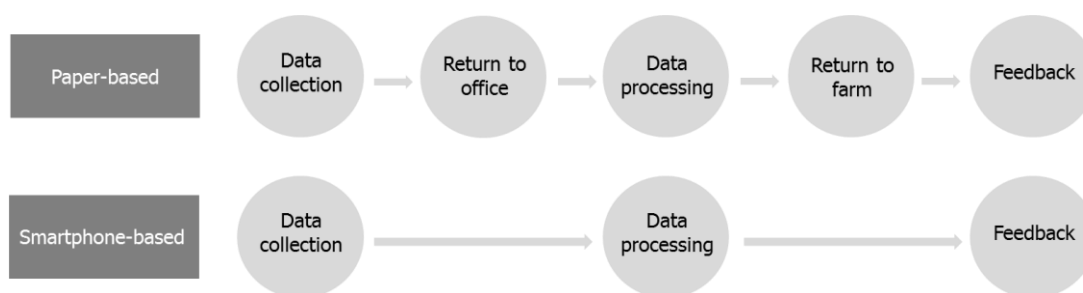 Paper-based
Data
collection
Return to
office
Data
processing
Return to
farm
Feedback
Smartphone-based
Data
collection
Data
processing
Feedback